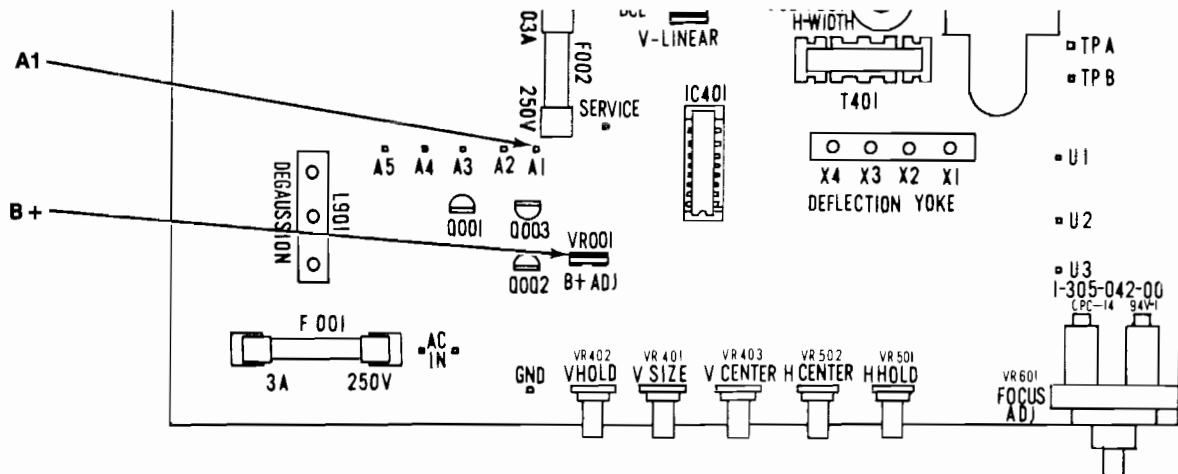 H-WIDTH
V-LINEAR
A1
F002
250V
SERVICE
IC401
T401
TP A
TP B
A5 A4 A3 A2 A1
X4 X3 X2 X1
DEFLECTION YOKE
U1
U2
U3
L901
DEGAUSSION
B +
Q001
Q003
VR001
Q002
B+ ADJ
1-305-042-00
CPC-14 94V-1
F 001
3A 250V
AC
IN
GND
VR402 VR401 VR403 VR502 VR501
V HOLD V SIZE V CENTER H CENTER H HOLD
VR601
FOCUS
ADJ